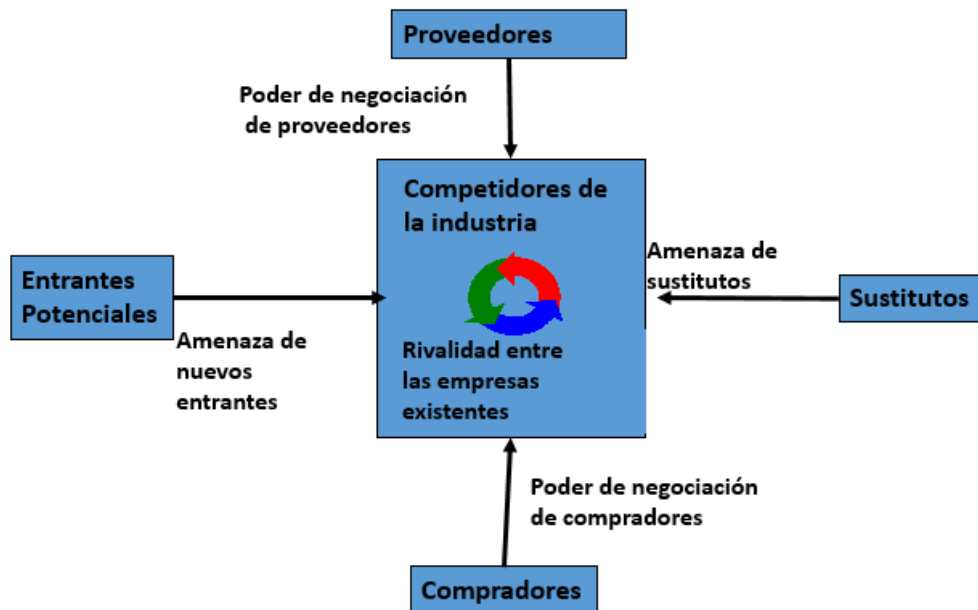 Proveedores
Poder de negociación
de proveedores
Competidores de
la industria
Entrantes
Potenciales
Amenaza de
nuevos
entrantes
Amenaza de
sustitutos
Sustitutos
Rivalidad entre
las empresas
existentes
Poder de negociación
de compradores
Compradores